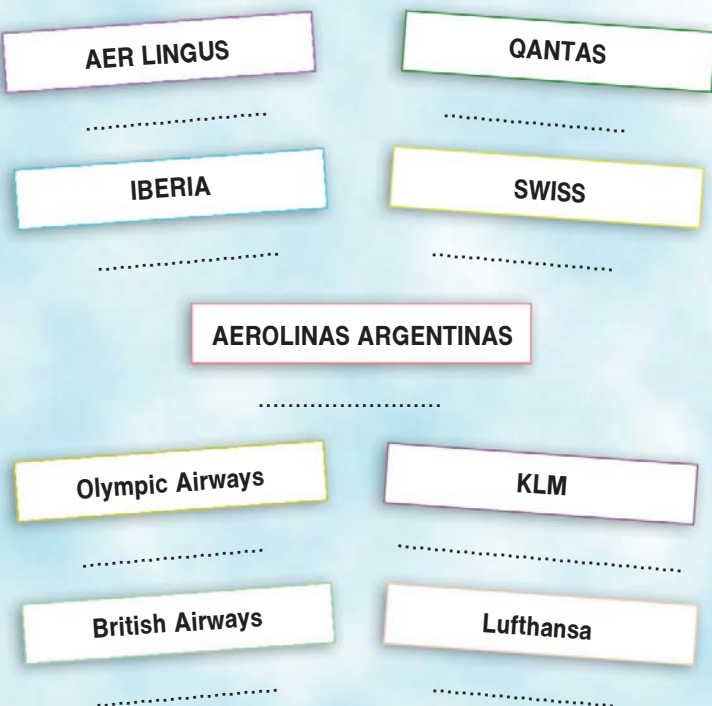 AER LINGUS
QANTAS
........................
........................
IBERIA
SWISS
........................
........................
AEROLINAS ARGENTINAS
........................
Olympic Airways
KLM
........................
......................................
British Airways
Lufthansa
........................
........................